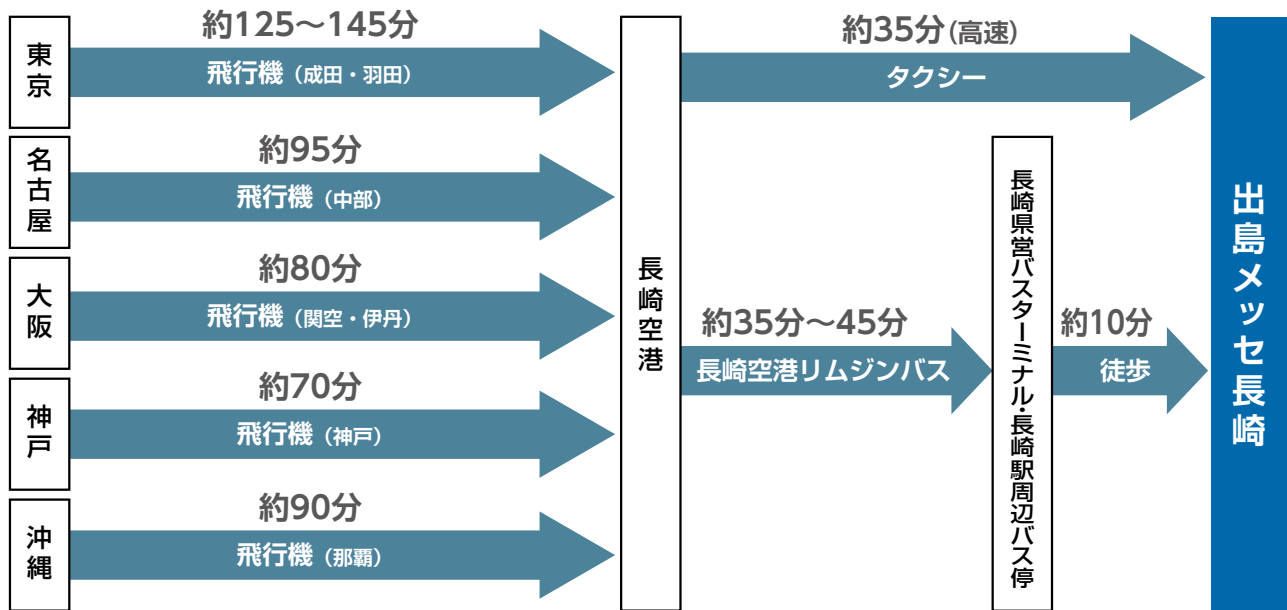 東京
約125～145分
飛行機（成田・羽田）
名古屋
約95分
飛行機（中部）
大阪
約80分
飛行機（関空・伊丹）
神戸
約70分
飛行機（神戸）
沖縄
約90分
飛行機（那覇）
長崎空港
約35分(高速)
タクシー
約35分～45分
長崎空港リムジンバス
長崎県営バスターミナル・長崎駅周辺バス停
約10分
徒歩
出島メッセ長崎